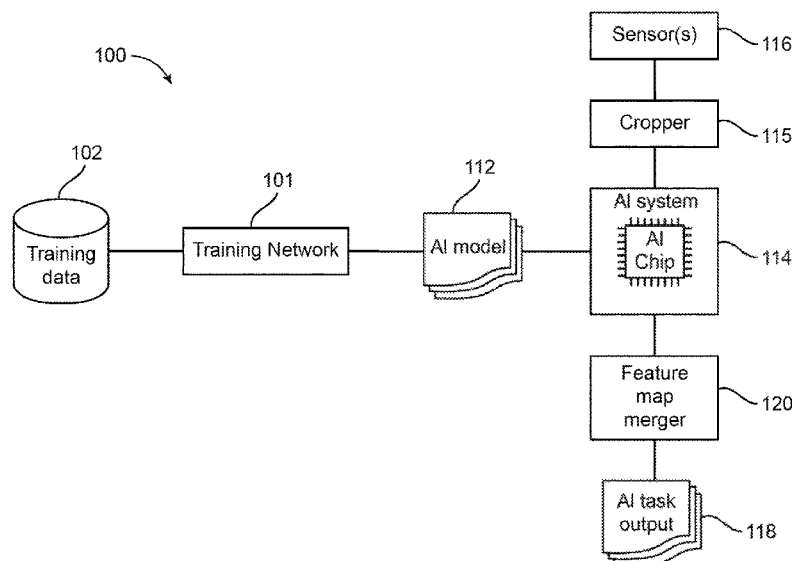 Sensor(s)
116
100
Cropper
115
102
101
112
AI system
Training
data
Training Network
AI model
AI
Chip
114
Feature
map
merger
120
AI task
output
118